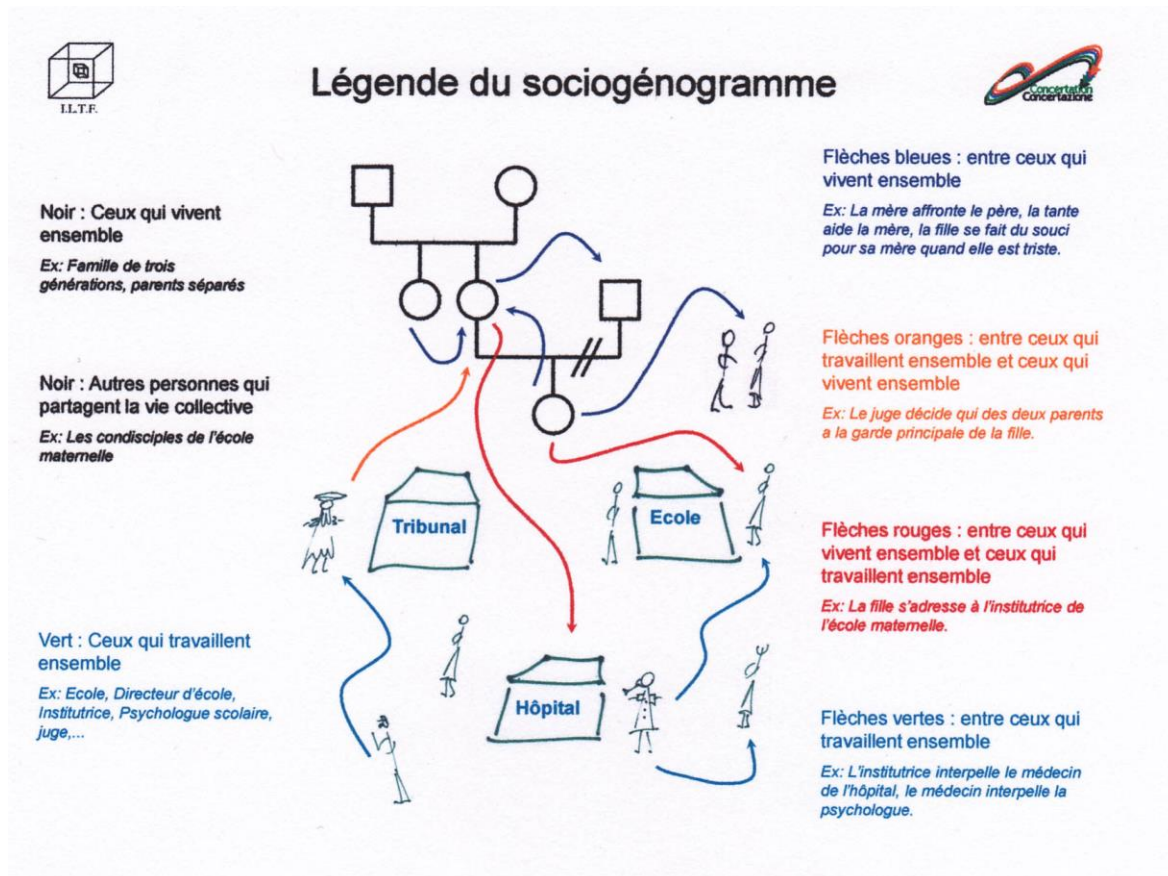 I.L.T.F.
Légende du sociogénogramme
Concertation
Concertazione
Noir : Ceux qui vivent
ensemble
Ex: Famille de trois
générations, parents séparés
Noir : Autres personnes qui
partagent la vie collective
Ex: Les condisciples de l'école
maternelle
Vert : Ceux qui travaillent
ensemble
Ex: Ecole, Directeur d'école,
Institutrice, Psychologue scolaire,
juge,...
Tribunal
Ecole
Hôpital
Flèches bleues : entre ceux qui
vivent ensemble
Ex: La mère affronte le père, la tante
aide la mère, la fille se fait du souci
pour sa mère quand elle est triste.
Flèches oranges : entre ceux qui
travaillent ensemble et ceux qui
vivent ensemble
Ex: Le juge décide qui des deux parents
a la garde principale de la fille.
Flèches rouges : entre ceux qui
vivent ensemble et ceux qui
travaillent ensemble
Ex: La fille s'adresse à l'institutrice de
l'école maternelle.
Flèches vertes : entre ceux qui
travaillent ensemble
Ex: L'institutrice interpelle le médecin
de l'hôpital, le médecin interpelle la
psychologue.